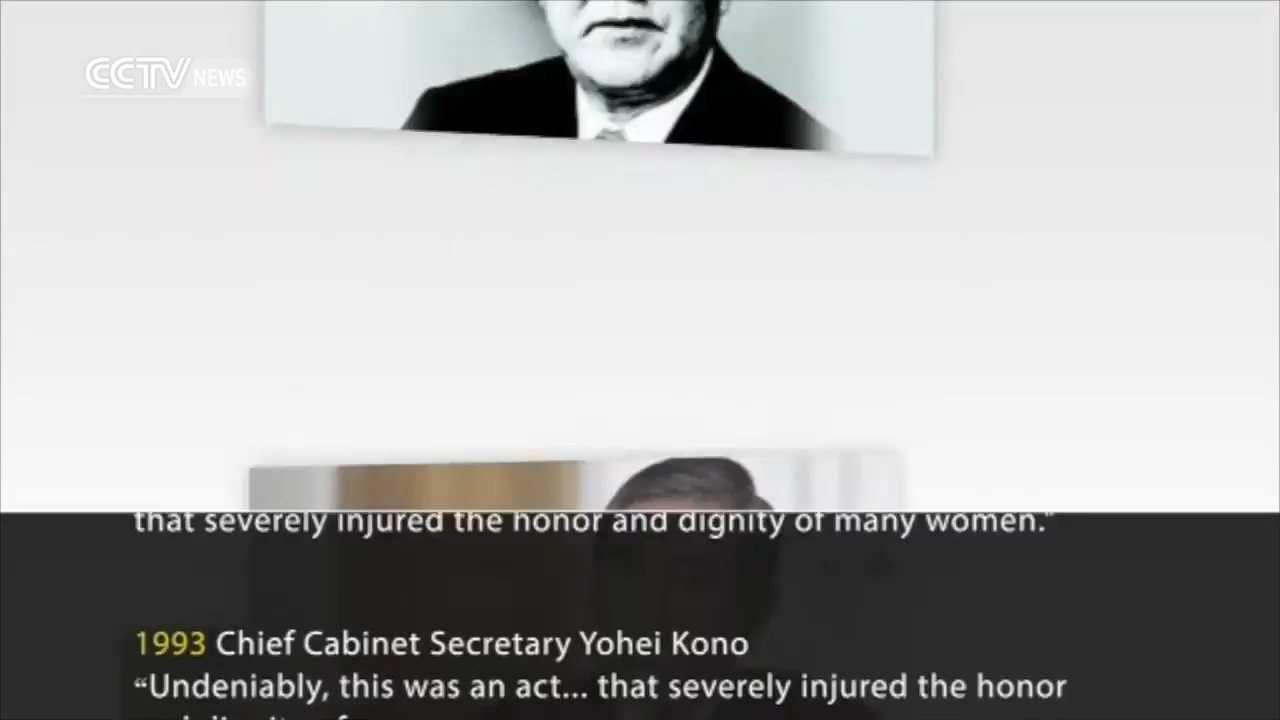 CCTV NEWS
that severely injured the honor and dignity of many women."
1993 Chief Cabinet Secretary Yohei Kono
“Undeniably, this was an act... that severely injured the honor